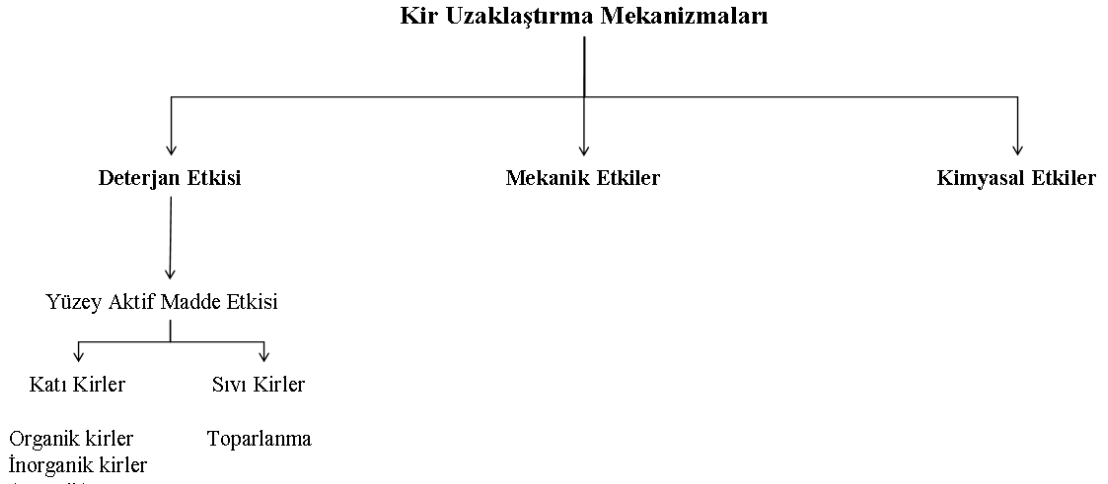 Kir Uzaklaştırma Mekanizmaları
Deterjan Etkisi
Mekanik Etkiler
Kimyasal Etkiler
Yüzey Aktif Madde Etkisi
Katı Kirler
Sıvı Kirler
Organik kirler
Toparlanma
İnorganik kirler